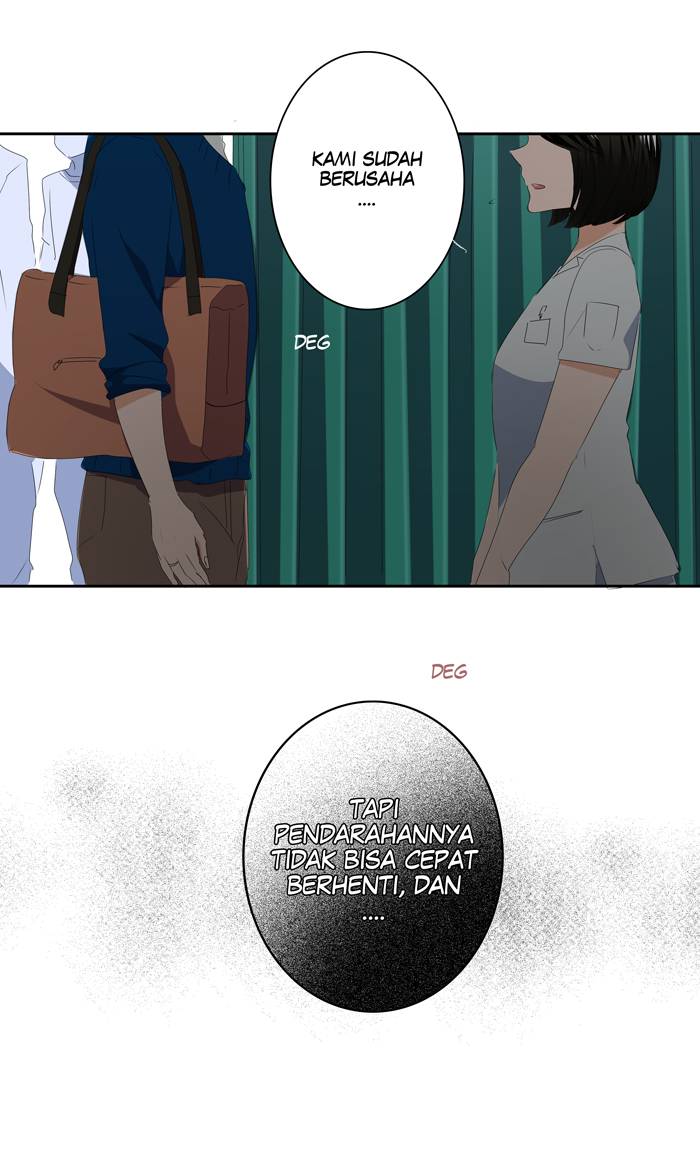 KAMI SUDAH
BERUSAHA
....
DEG
DEG
TAPI
PENDARAHANNYA
TIDAK BISA CEPAT
BERHENTI, DAN
....